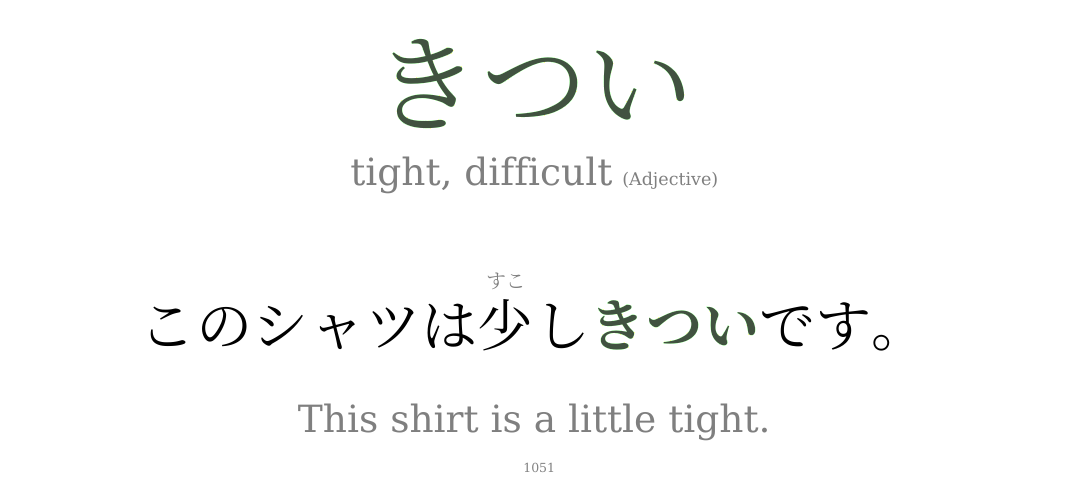 きつい
tight, difficult (Adjective)
すこ
このシャツは少しきついです。
This shirt is a little tight.
1051